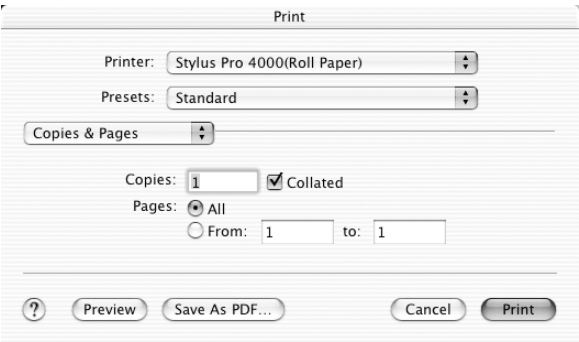 Print
Printer: Stylus Pro 4000(Roll Paper)
Presets: Standard
Copies & Pages
Copies: 1 Collated
Pages: All
From: 1 to: 1
? Preview Save As PDF... Cancel Print